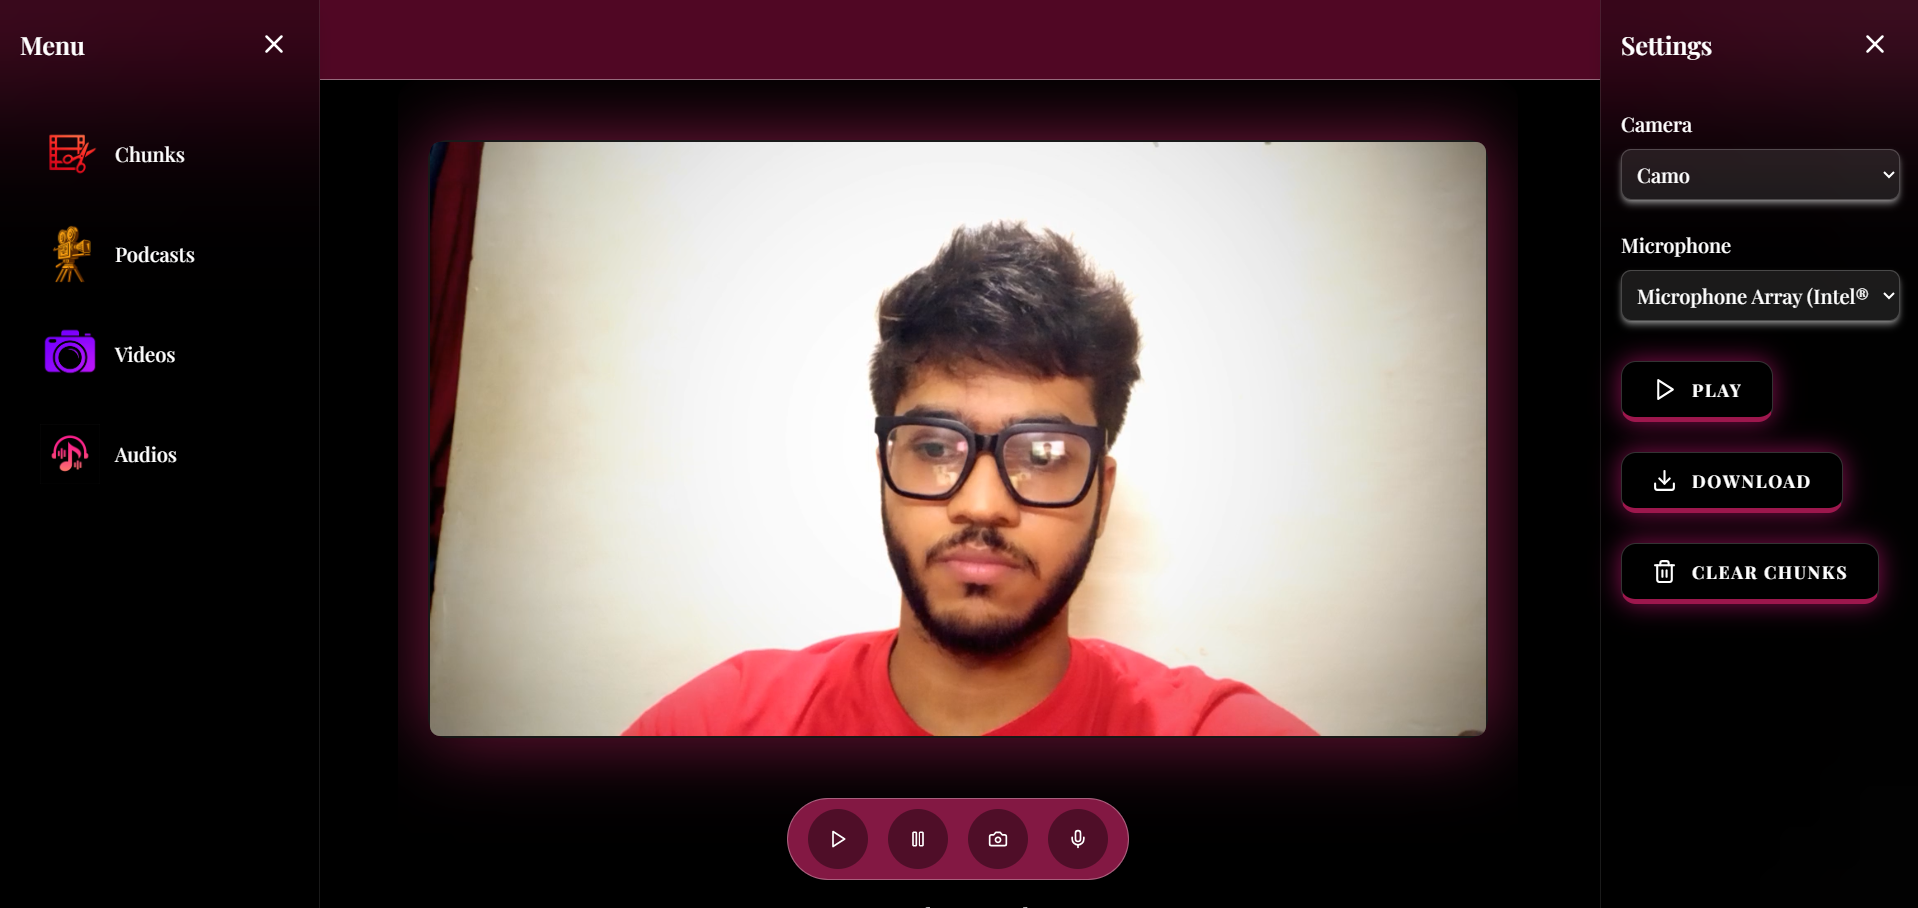 Menu
Chunks
Podcasts
Videos
Audios
Settings
Camera
Camo
Microphone
Microphone Array (Intel®
PLAY
DOWNLOAD
CLEAR CHUNKS